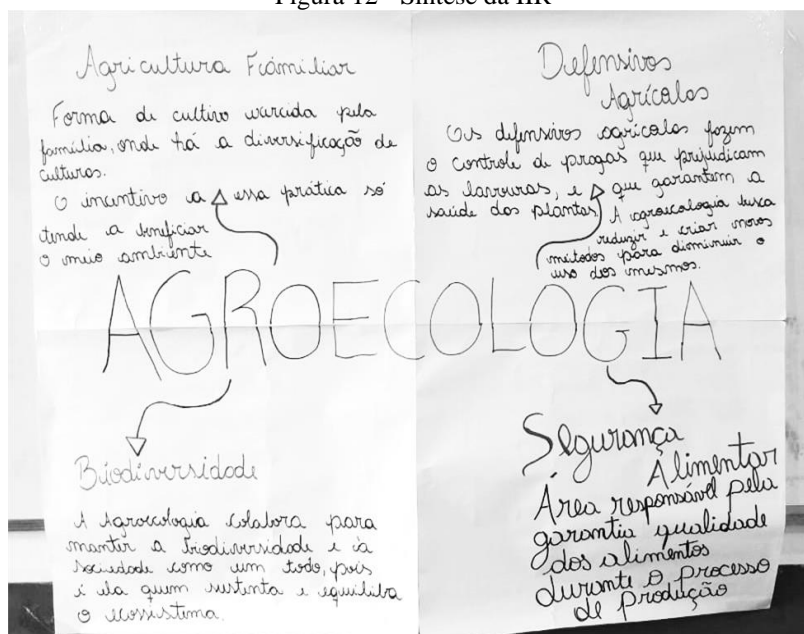 Figura 12 - Síntese da IIR
Agricultura Familiar
Forma de cultivo exercida pela
família, onde há a diversificação de
culturas.
O incentivo a essa prática só
tende a beneficiar
o meio ambiente
Defensivos
Agrícolas
Os defensivos agrícolas fazem
o controle de pragas que prejudicam
as lavouras, e que garantem a
saúde das plantas
A agroecologia busca
reduzir e criar novos
métodos para diminuir o
uso dos mesmos.
AGROECOLOGIA
Biodiversidade
A Agroecologia colabora para
manter a biodiversidade e a
sociedade como um todo, pois
é ela quem sustenta e equiliba
o ecossistema.
Segurança
Alimentar
Área responsável pela
garantia qualidade
dos alimentos
durante o processo
de produção